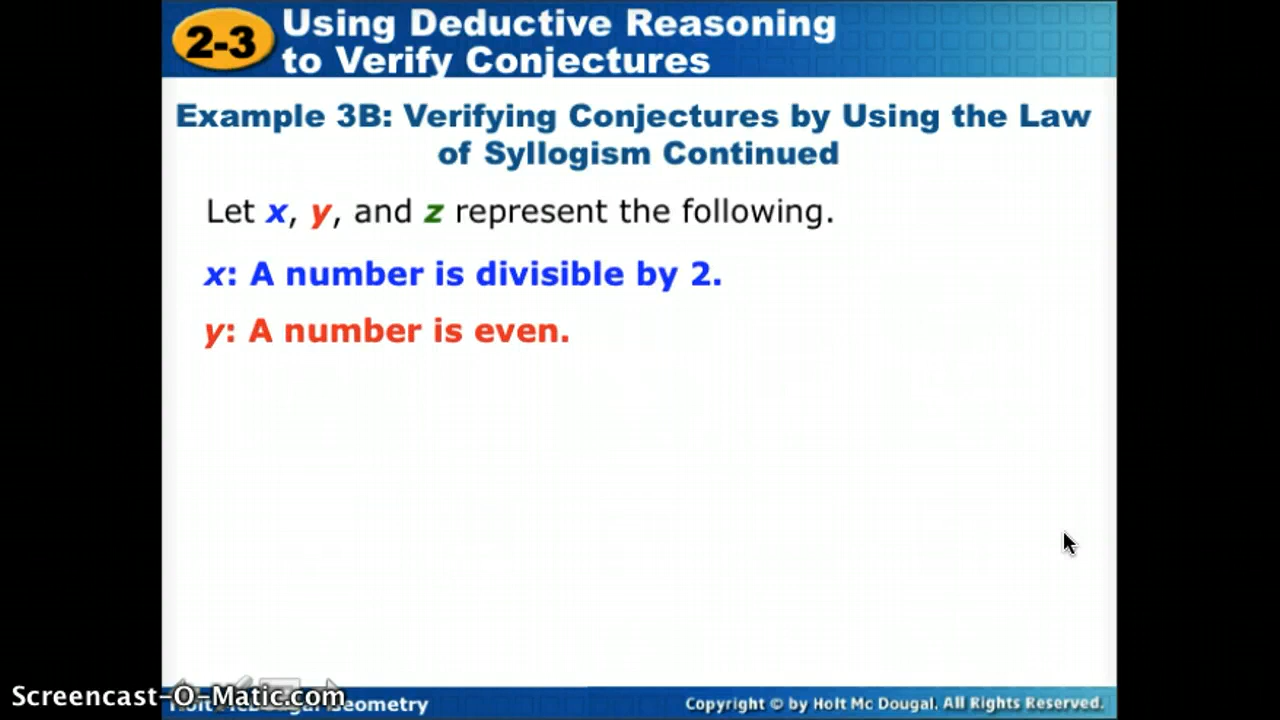 2-3 Using Deductive Reasoning
to Verify Conjectures
Example 3B: Verifying Conjectures by Using the Law
of Syllogism Continued
Let x, y, and z represent the following.
x: A number is divisible by 2.
y: A number is even.
Screencast-O-Matic.com
Geometry
Copyright © by Holt Mc Dougal. All Rights Reserved.